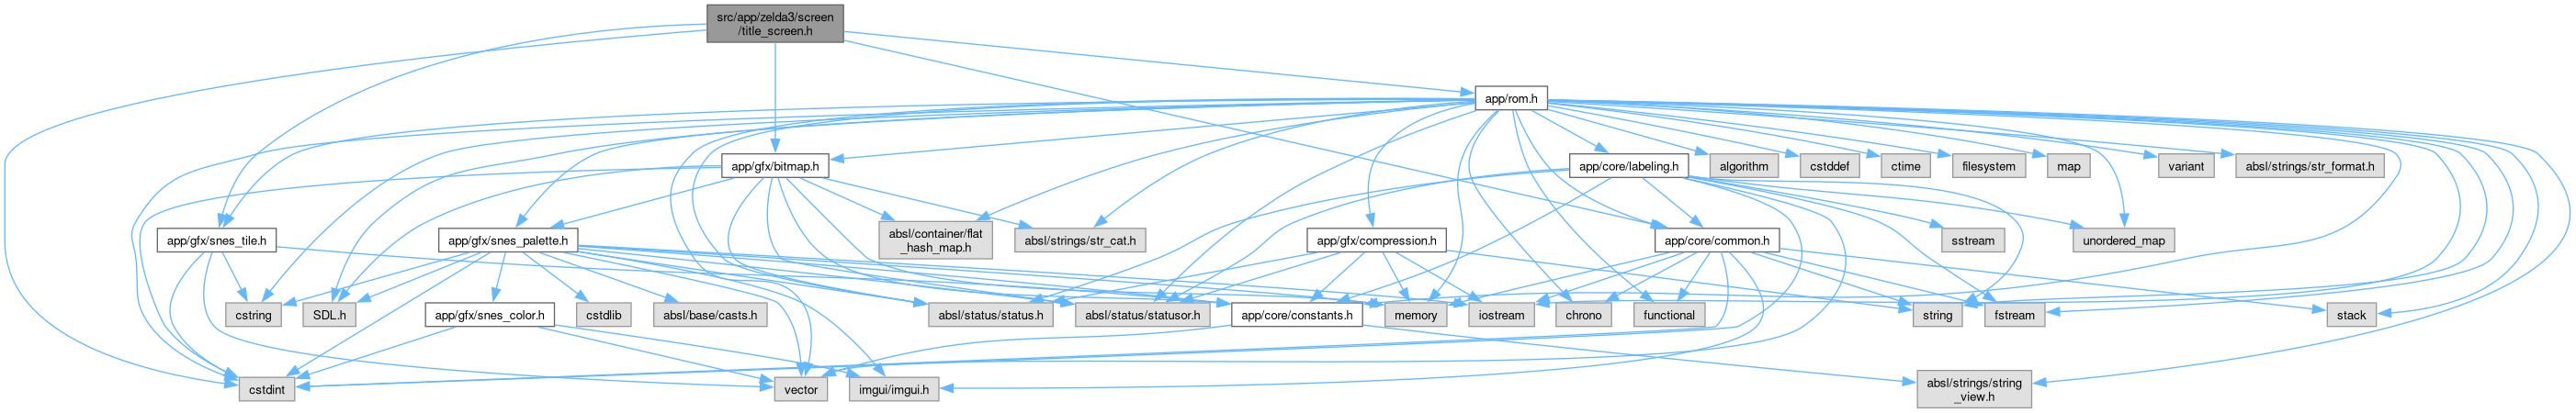 src/app/zelda3/screen
/title_screen.h
app/rom.h
app/gfx/bitmap.h
app/core/labeling.h
algorithm
cstddef
ctime
filesystem
map
variant
absl/strings/str_format.h
app/gfx/snes_tile.h
app/gfx/snes_palette.h
absl/container/flat
_hash_map.h
absl/strings/str_cat.h
app/gfx/compression.h
app/core/common.h
sstream
unordered_map
cstring
SDL.h
app/gfx/snes_color.h
cstdlib
absl/base/casts.h
absl/status/status.h
absl/status/statusor.h
app/core/constants.h
memory
iostream
chrono
functional
string
fstream
stack
cstdint
vector
imgui/imgui.h
absl/strings/string
_view.h